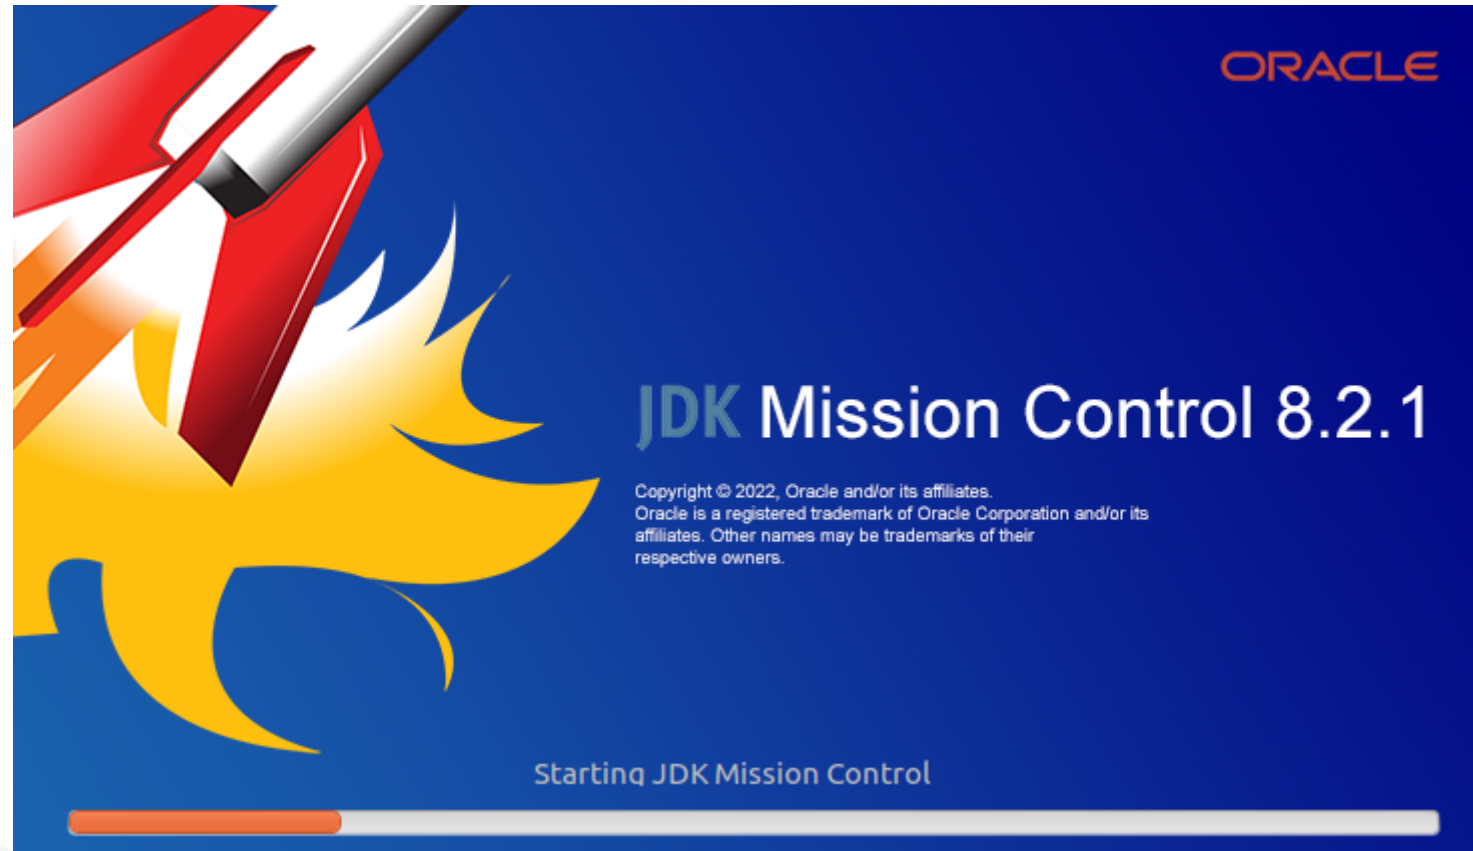 ORACLE
JDK Mission Control 8.2.1
Copyright © 2022, Oracle and/or its affiliates.
Oracle is a registered trademark of Oracle Corporation and/or its
affiliates. Other names may be trademarks of their
respective owners.
Starting JDK Mission Control